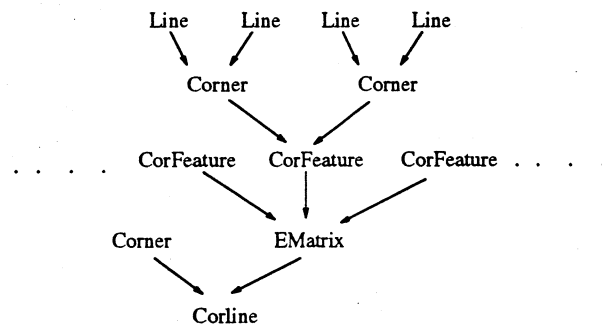 Line Line Line Line
Corner Corner
. . . . CorFeature CorFeature CorFeature . . . .
Corner EMatrix
Corline